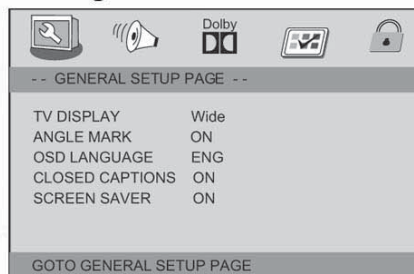 Dolby
-- GENERAL SETUP PAGE --
TV DISPLAY Wide
ANGLE MARK ON
OSD LANGUAGE ENG
CLOSED CAPTIONS ON
SCREEN SAVER ON
GOTO GENERAL SETUP PAGE